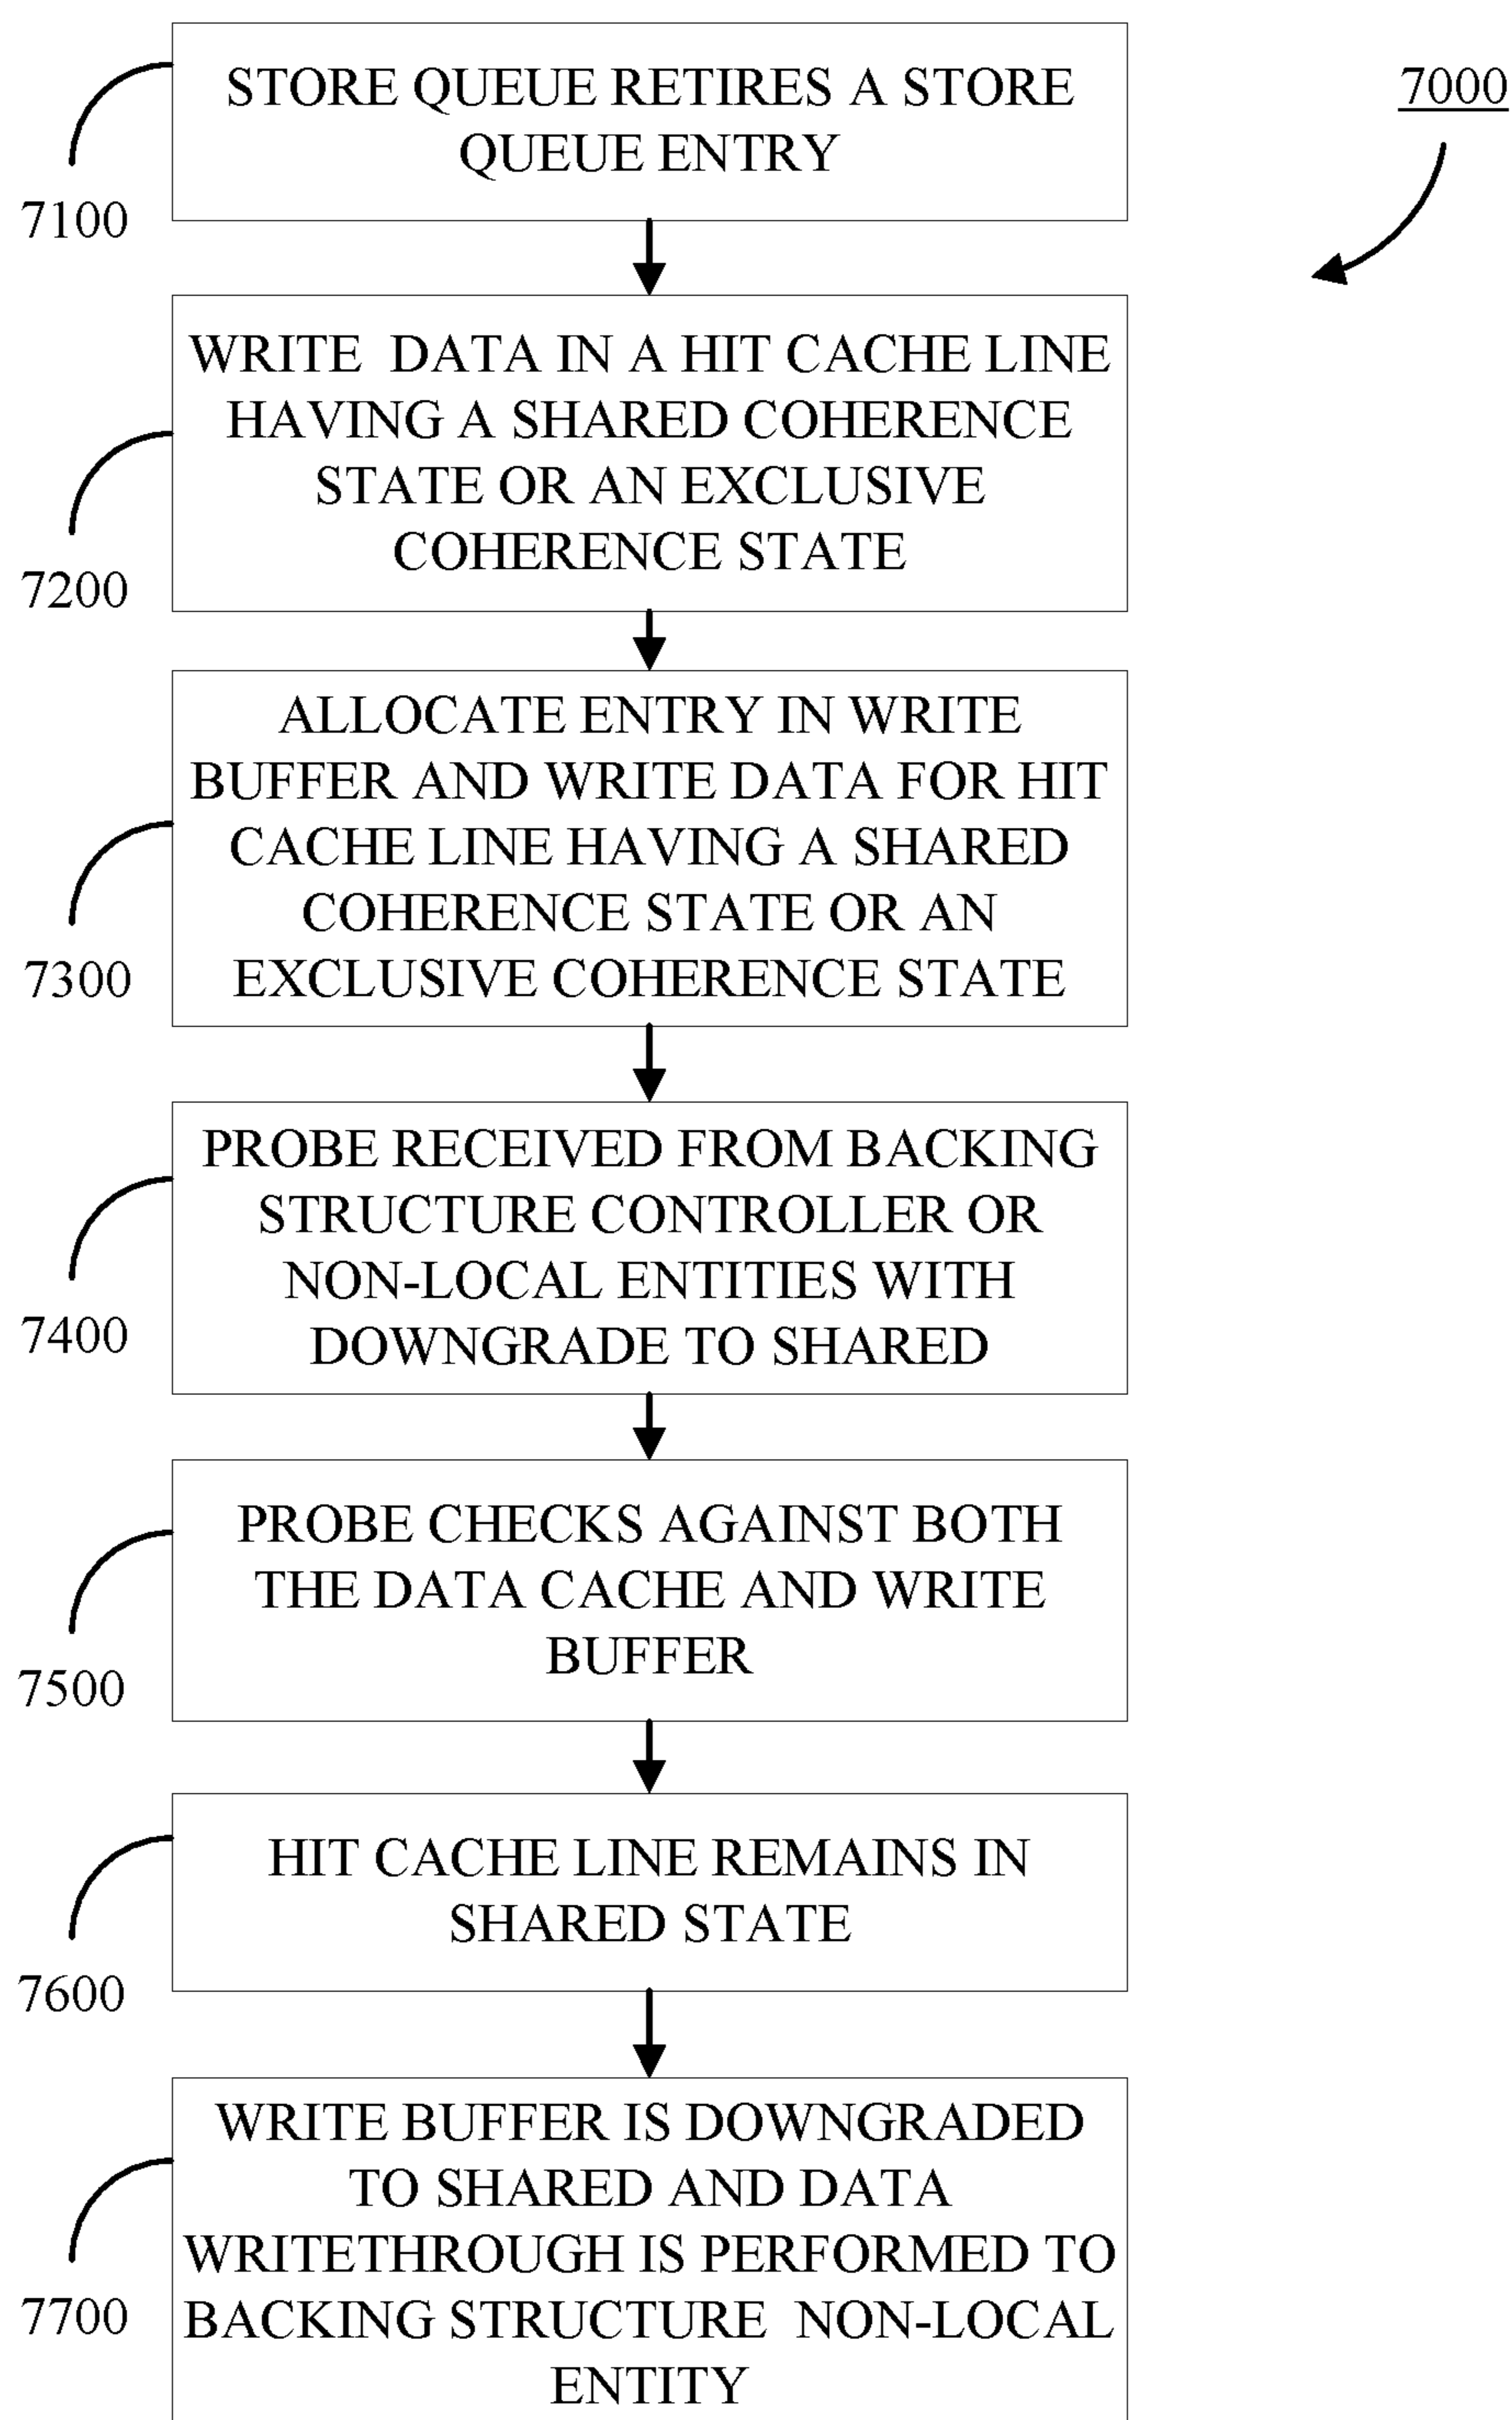 7000
STORE QUEUE RETIRES A STORE
QUEUE ENTRY
7100
WRITE DATA IN A HIT CACHE LINE
HAVING A SHARED COHERENCE
STATE OR AN EXCLUSIVE
COHERENCE STATE
7200
ALLOCATE ENTRY IN WRITE
BUFFER AND WRITE DATA FOR HIT
CACHE LINE HAVING A SHARED
COHERENCE STATE OR AN
EXCLUSIVE COHERENCE STATE
7300
PROBE RECEIVED FROM BACKING
STRUCTURE CONTROLLER OR
NON-LOCAL ENTITIES WITH
DOWNGRADE TO SHARED
7400
PROBE CHECKS AGAINST BOTH
THE DATA CACHE AND WRITE
BUFFER
7500
HIT CACHE LINE REMAINS IN
SHARED STATE
7600
WRITE BUFFER IS DOWNGRADED
TO SHARED AND DATA
WRITETHROUGH IS PERFORMED TO
BACKING STRUCTURE NON-LOCAL
ENTITY
7700